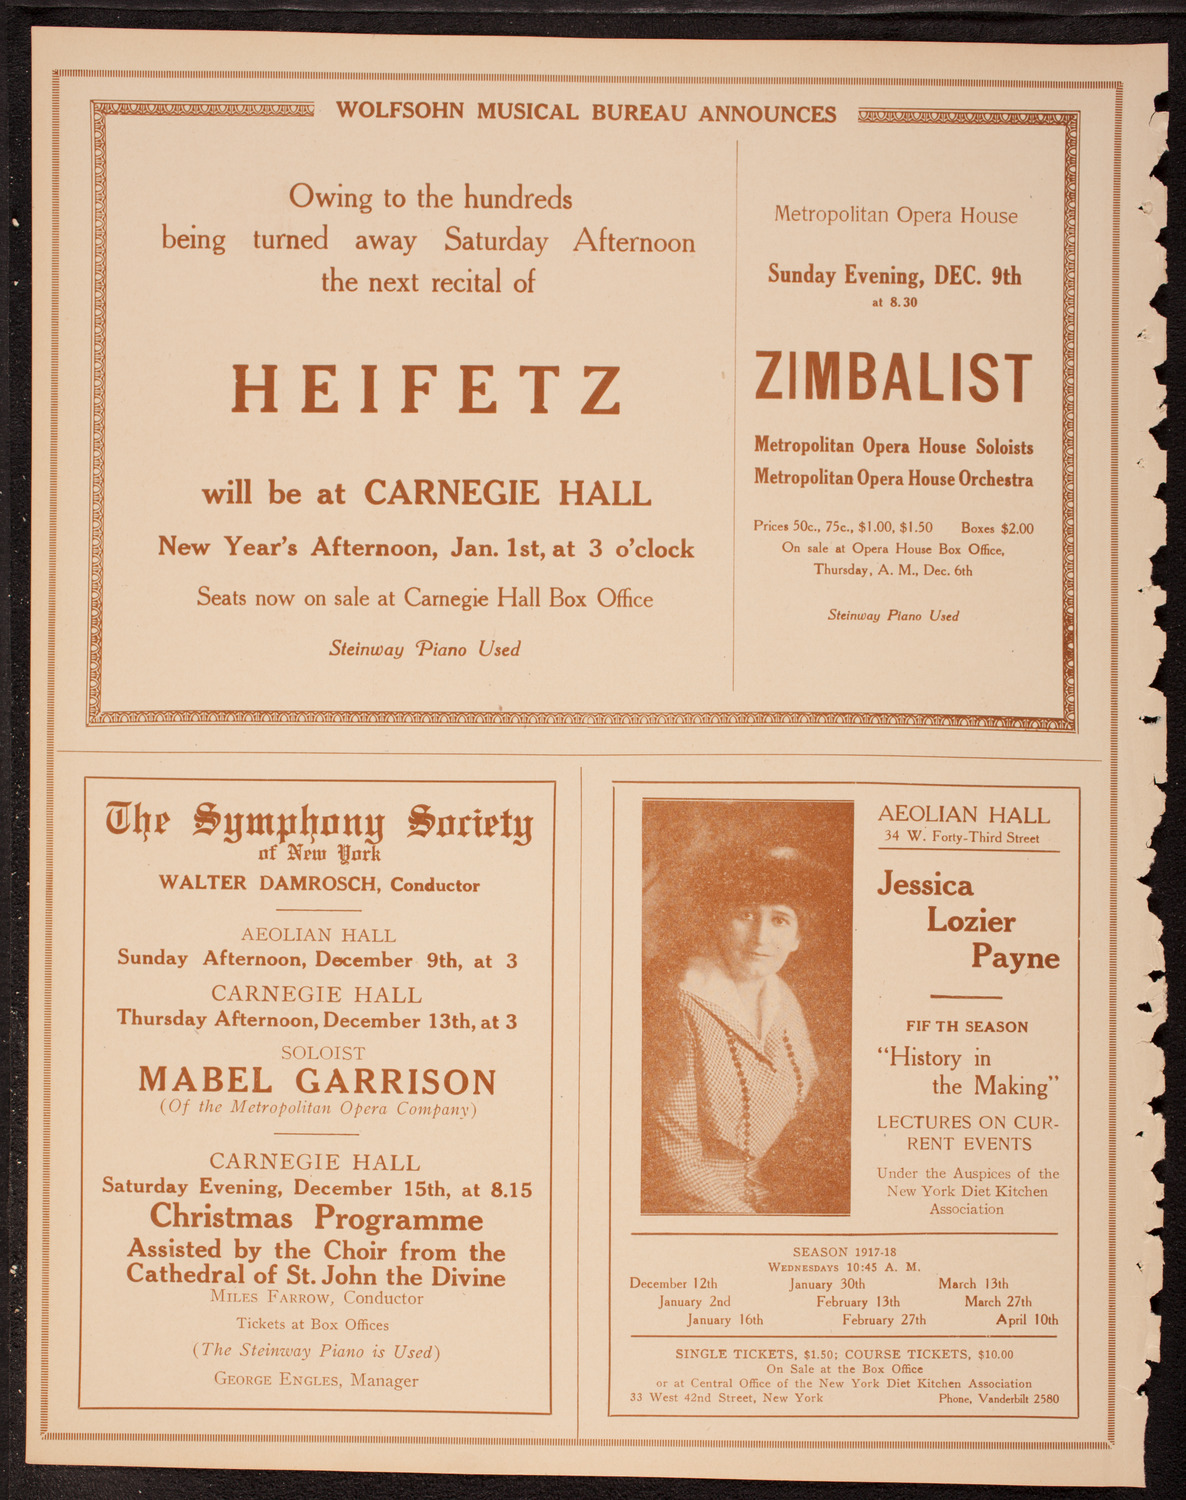 WOLFSOHN MUSICAL BUREAU ANNOUNCES
Owing to the hundreds
being turned away Saturday Afternoon
the next recital of
HEIFETZ
will be at CARNEGIE HALL
New Year's Afternoon, Jan. 1st, at 3 o'clock
Seats now on sale at Carnegie Hall Box Office
Steinway Piano Used
Metropolitan Opera House
Sunday Evening, DEC. 9th
at 8.30
ZIMBALIST
Metropolitan Opera House Soloists
Metropolitan Opera House Orchestra
Prices 50c., 75c., $1.00, $1.50 Boxes $2.00
On sale at Opera House Box Office,
Thursday, A. M., Dec. 6th
Steinway Piano Used
The Symphony Society
of New York
WALTER DAMROSCH, Conductor
AEOLIAN HALL
Sunday Afternoon, December 9th, at 3
CARNEGIE HALL
Thursday Afternoon, December 13th, at 3
SOLOIST
MABEL GARRISON
(Of the Metropolitan Opera Company)
CARNEGIE HALL
Saturday Evening, December 15th, at 8.15
Christmas Programme
Assisted by the Choir from the
Cathedral of St. John the Divine
MILES FARROW, Conductor
Tickets at Box Offices
(The Steinway Piano is Used)
GEORGE ENGLES, Manager
AEOLIAN HALL
34 W. Forty-Third Street
Jessica
Lozier
Payne
FIFTH SEASON
"History in
the Making"
LECTURES ON CUR-
RENT EVENTS
Under the Auspices of the
New York Diet Kitchen
Association
SEASON 1917-18
WEDNESDAYS 10:45 A. M.
December 12th January 30th March 13th
January 2nd February 13th March 27th
January 16th February 27th April 10th
SINGLE TICKETS, $1.50; COURSE TICKETS, $10.00
On Sale at the Box Office
or at Central Office of the New York Diet Kitchen Association
33 West 42nd Street, New York Phone, Vanderbilt 2580